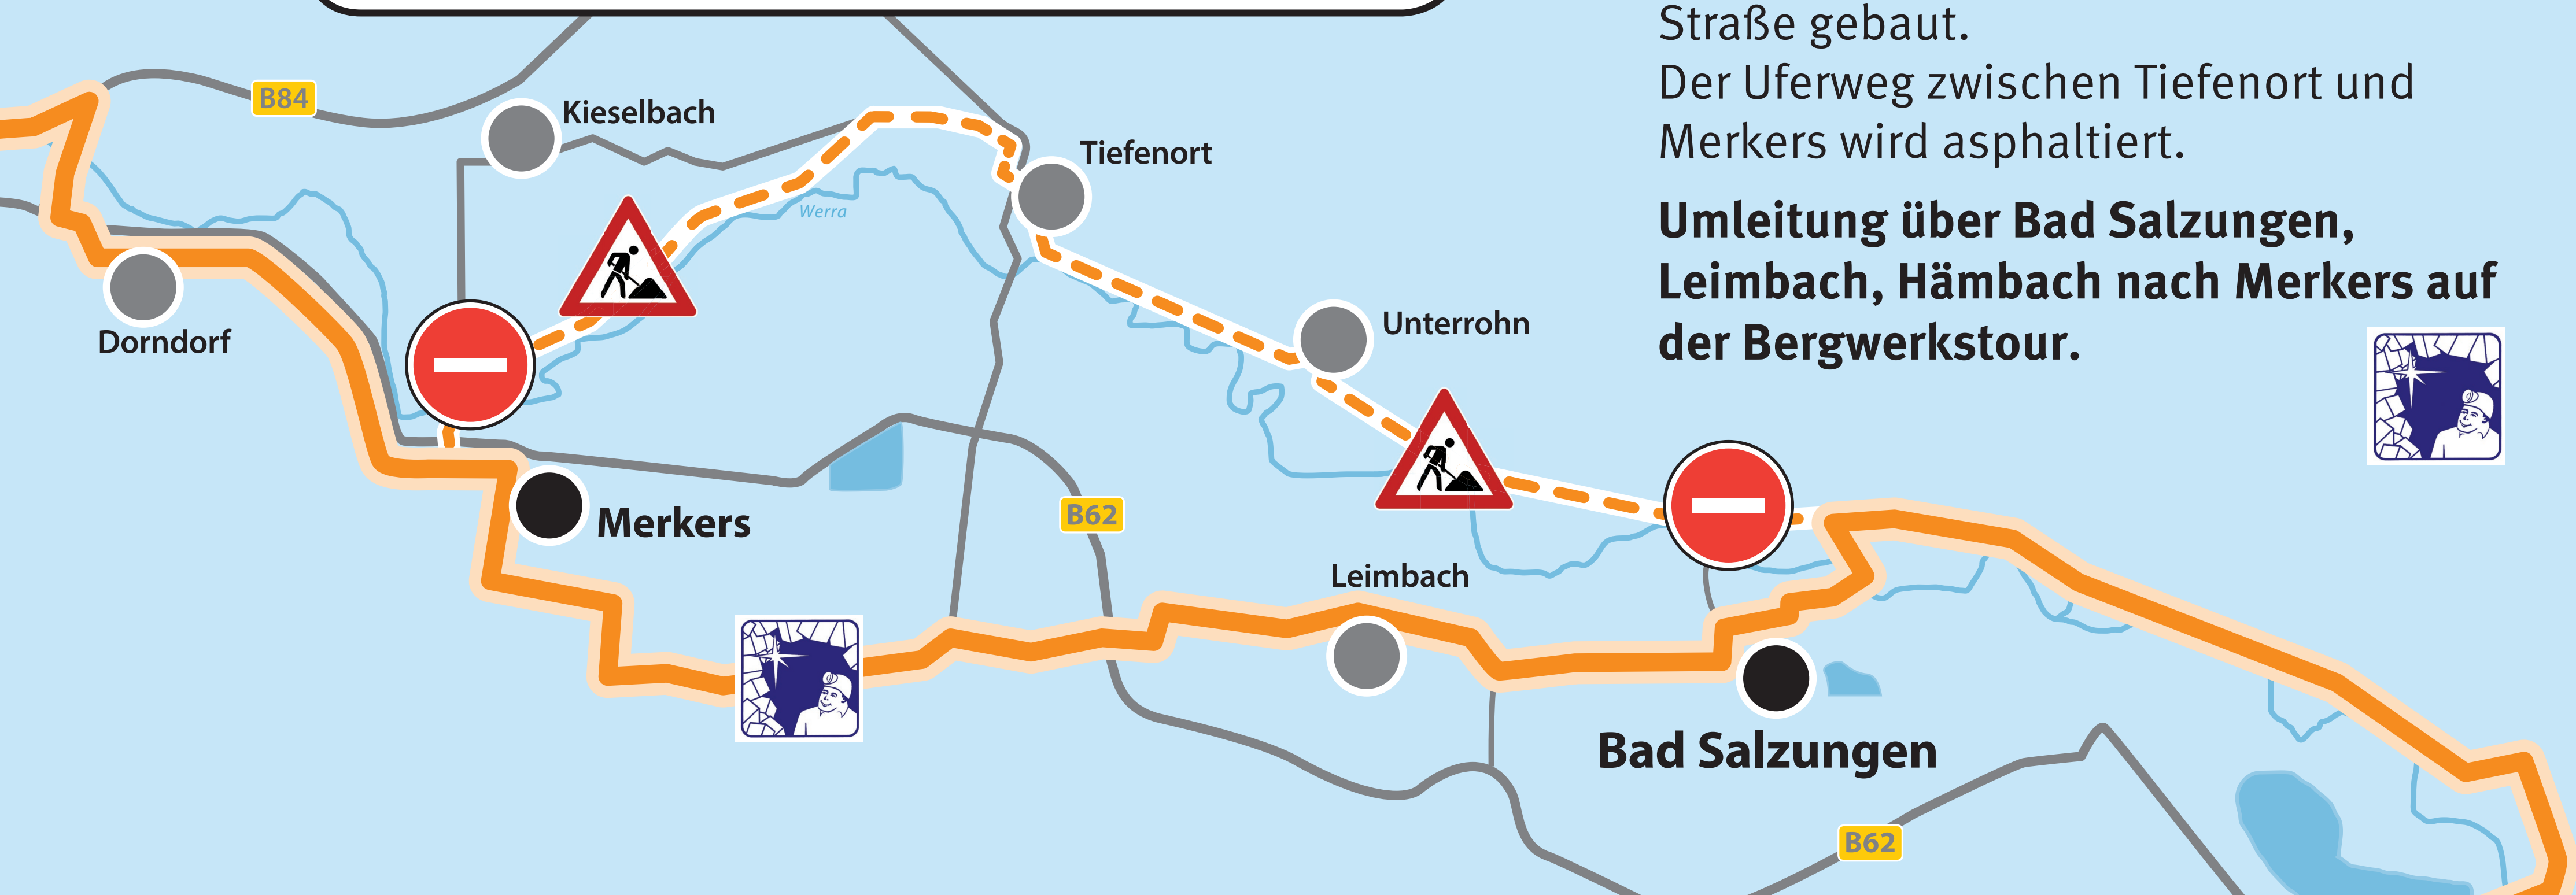 Straße gebaut.
Der Uferweg zwischen Tiefenort und
Merkers wird asphaltiert.
Umleitung über Bad Salzungen,
Leimbach, Hämbach nach Merkers auf
der Bergwerkstour.
B84
Kieselbach
Tiefenort
Werra
Unterrohn
Dorndorf
Merkers
B62
Leimbach
Bad Salzungen
B62